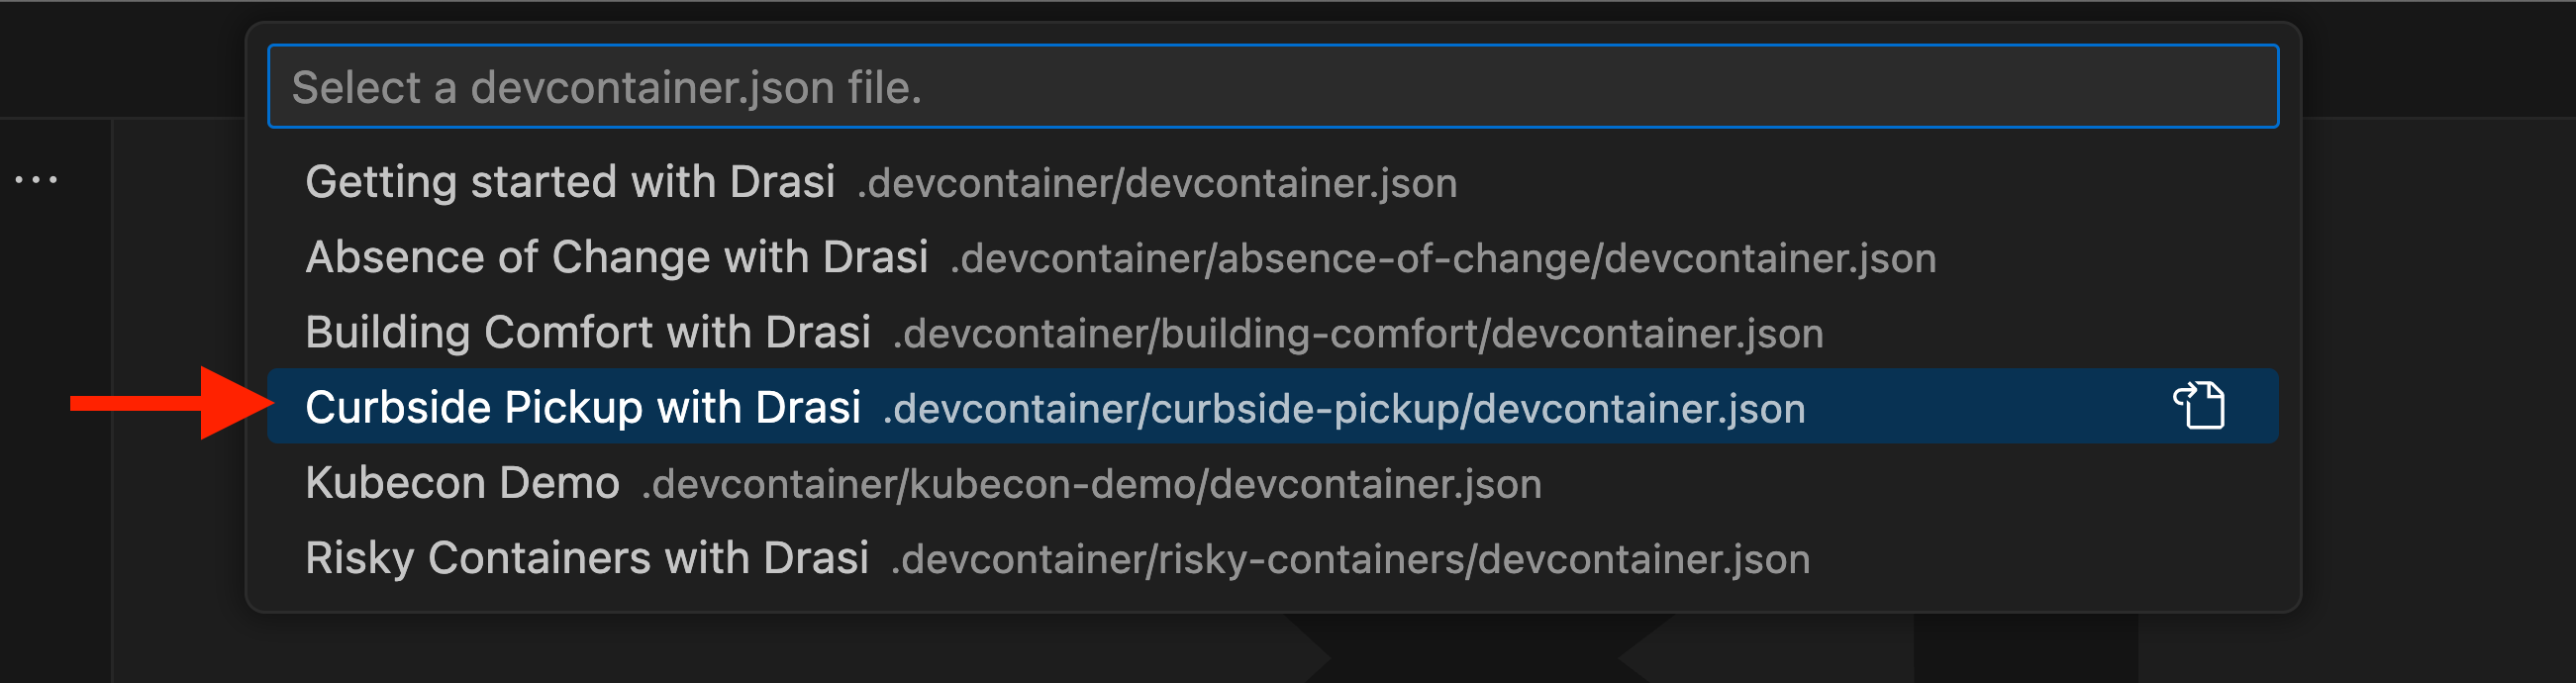 Select a devcontainer.json file.
Getting started with Drasi .devcontainer/devcontainer.json
Absence of Change with Drasi .devcontainer/absence-of-change/devcontainer.json
Building Comfort with Drasi .devcontainer/building-comfort/devcontainer.json
Curbside Pickup with Drasi .devcontainer/curbside-pickup/devcontainer.json
Kubecon Demo .devcontainer/kubecon-demo/devcontainer.json
Risky Containers with Drasi .devcontainer/risky-containers/devcontainer.json